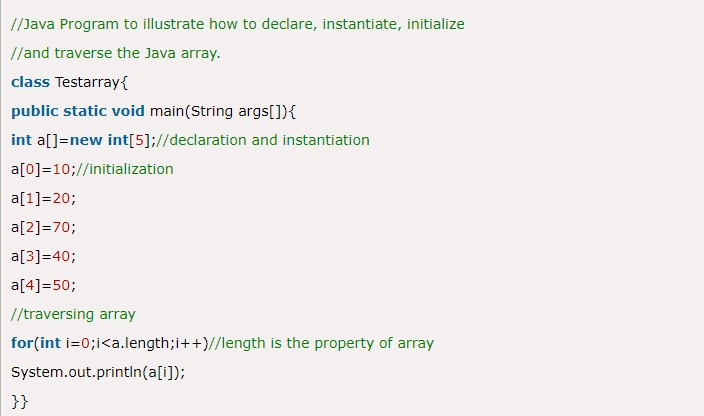 //Java Program to illustrate how to declare, instantiate, initialize
//and traverse the Java array.
class Testarray{
public static void main(String args[]){
int a[]=new int[5];//declaration and instantiation
a[0]=10;//initialization
a[1]=20;
a[2]=70;
a[3]=40;
a[4]=50;
//traversing array
for(int i=0;i<a.length;i++)//length is the property of array
System.out.println(a[i]);
}}